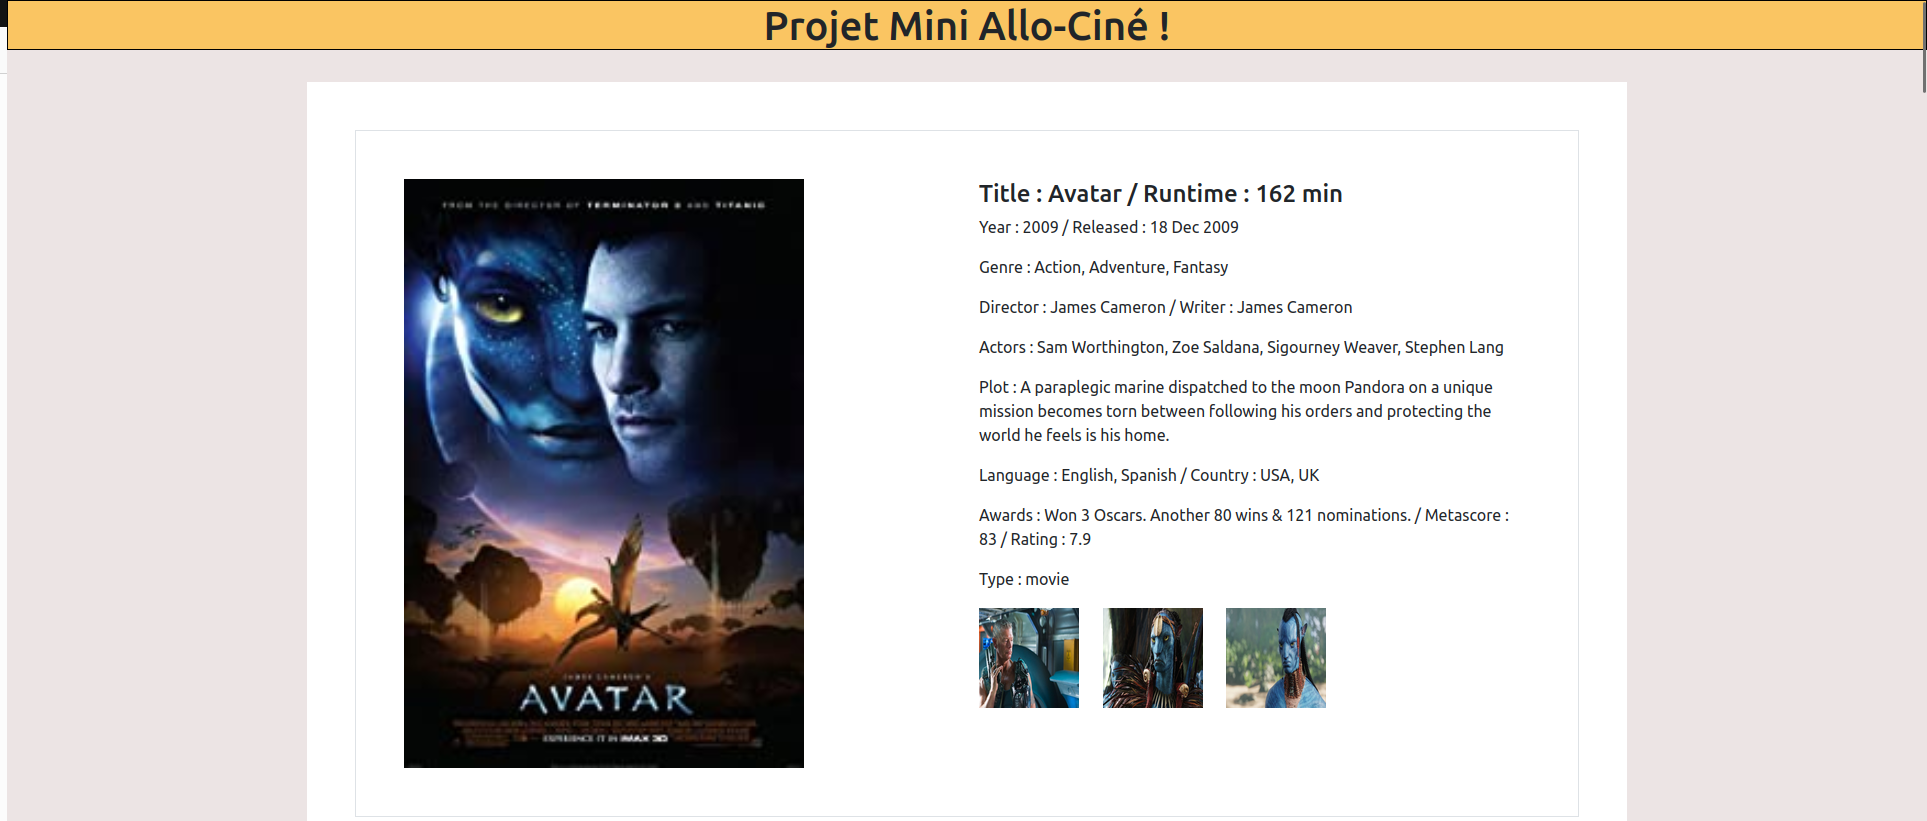 Projet Mini Allo-Ciné !
FROM THE DIRECTOR OF TERMINATOR 2 AND TITANIC
JAMES CAMERON'S
AVATAR
EXPERIENCE IT IN IMAX 3D
Title : Avatar / Runtime : 162 min
Year : 2009 / Released : 18 Dec 2009
Genre : Action, Adventure, Fantasy
Director : James Cameron / Writer : James Cameron
Actors : Sam Worthington, Zoe Saldana, Sigourney Weaver, Stephen Lang
Plot : A paraplegic marine dispatched to the moon Pandora on a unique
mission becomes torn between following his orders and protecting the
world he feels is his home.
Language : English, Spanish / Country : USA, UK
Awards : Won 3 Oscars. Another 80 wins & 121 nominations. / Metascore :
83 / Rating : 7.9
Type : movie